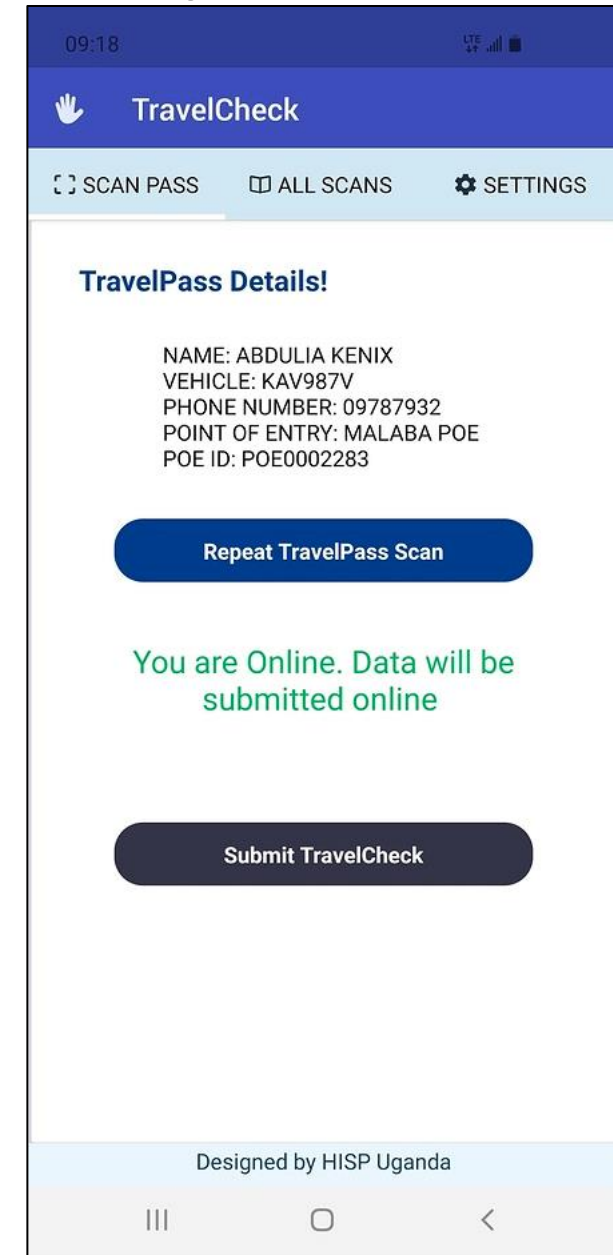 09:18
LTE
TravelCheck
SCAN PASS ALL SCANS SETTINGS
TravelPass Details!
NAME: ABDULIA KENIX
VEHICLE: KAV987V
PHONE NUMBER: 09787932
POINT OF ENTRY: MALABA POE
POE ID: POE0002283
Repeat TravelPass Scan
You are Online. Data will be
submitted online
Submit TravelCheck
Designed by HISP Uganda